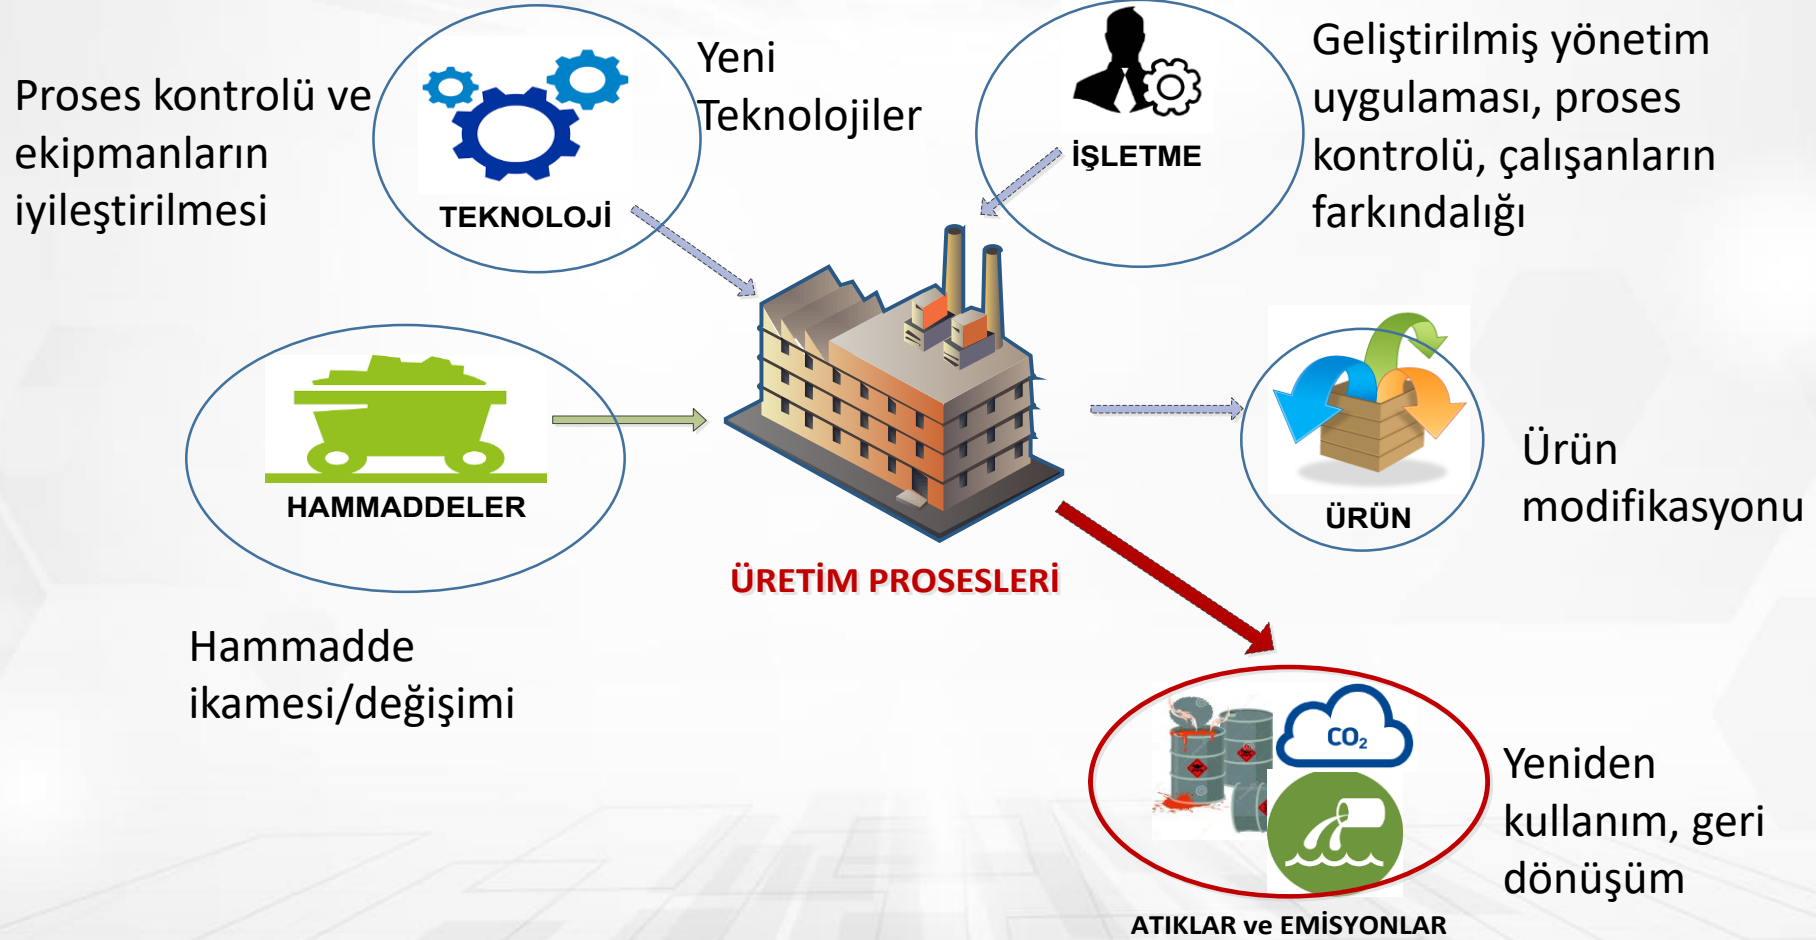 Proses kontrolü ve
ekipmanların
iyileştirilmesi
TEKNOLOJİ
Yeni
Teknolojiler
İŞLETME
Geliştirilmiş yönetim
uygulaması, proses
kontrolü, çalışanların
farkındalığı
HAMMADDELER
Hammadde
ikamesi/değişimi
ÜRETİM PROSESLERİ
ÜRÜN
Ürün
modifikasyonu
CO₂
Yeniden
kullanım, geri
dönüşüm
ATIKLAR ve EMİSYONLAR